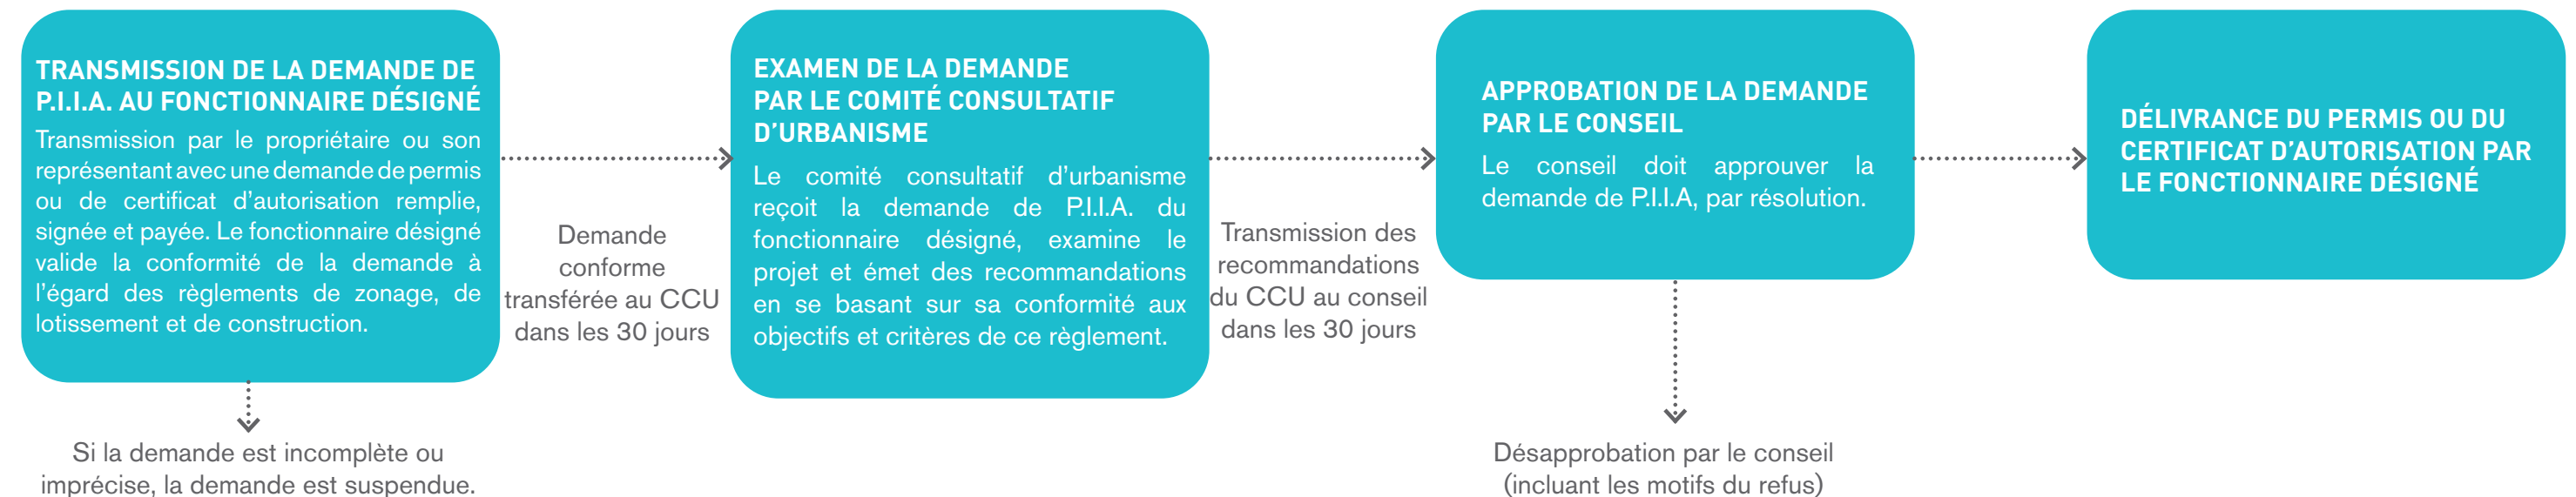 TRANSMISSION DE LA DEMANDE DE
P.I.I.A. AU FONCTIONNAIRE DÉSIGNÉ
Transmission par le propriétaire ou son
représentant avec une demande de permis
ou de certificat d'autorisation remplie,
signée et payée. Le fonctionnaire désigné
valide la conformité de la demande à
l'égard des règlements de zonage, de
lotissement et de construction.
Si la demande est incomplète ou
imprécise, la demande est suspendue.
Demande
conforme
transférée au CCU
dans les 30 jours
EXAMEN DE LA DEMANDE
PAR LE COMITÉ CONSULTATIF
D'URBANISME
Le comité consultatif d'urbanisme
reçoit la demande de P.I.I.A. du
fonctionnaire désigné, examine le
projet et émet des recommandations
en se basant sur sa conformité aux
objectifs et critères de ce règlement.
Transmission des
recommandations
du CCU au conseil
dans les 30 jours
APPROBATION DE LA DEMANDE
PAR LE CONSEIL
Le conseil doit approuver la
demande de P.I.I.A, par résolution.
Désapprobation par le conseil
(incluant les motifs du refus)
DÉLIVRANCE DU PERMIS OU DU
CERTIFICAT D'AUTORISATION PAR
LE FONCTIONNAIRE DÉSIGNÉ